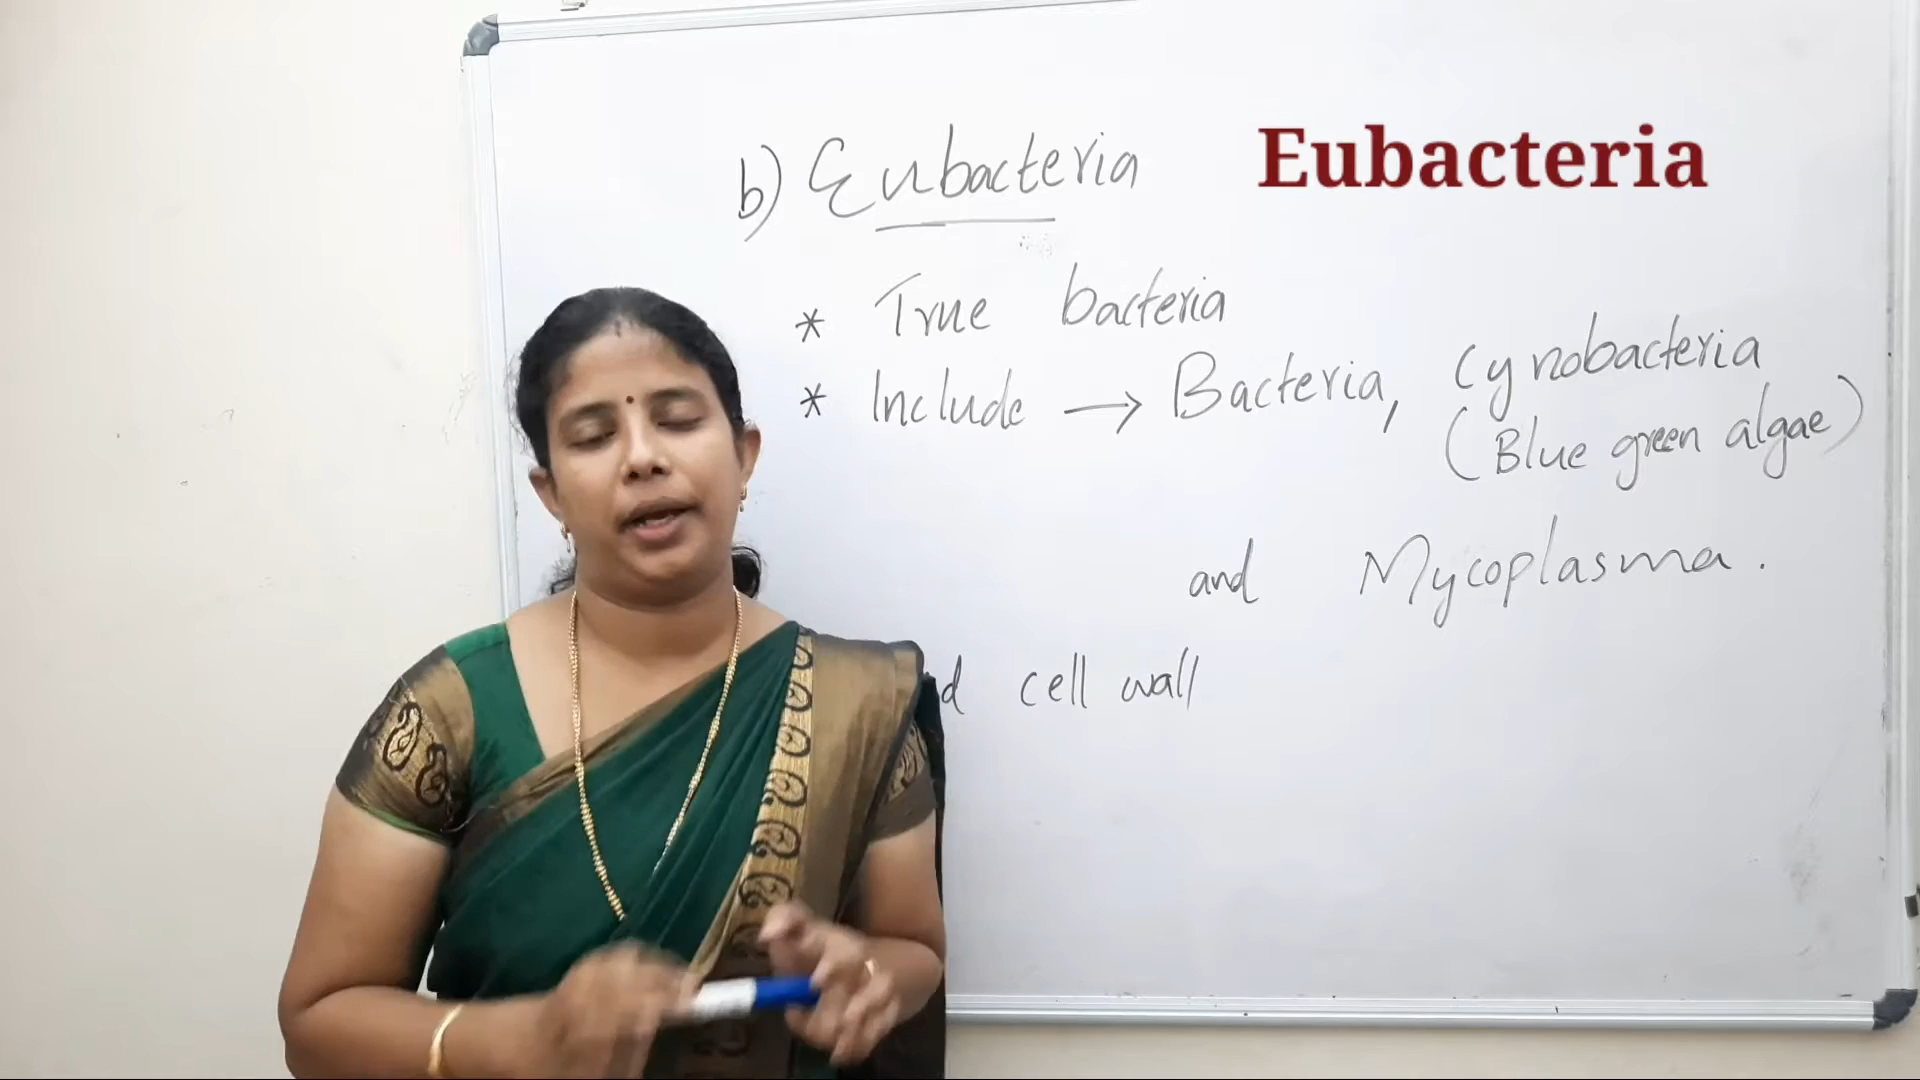 b) Eubacteria
Eubacteria
* True bacteria
* Include → Bacteria, Cynobacteria
(Blue green algae)
and Mycoplasma.
cell wall